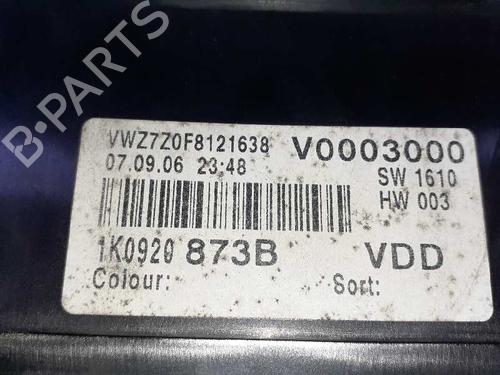 B-PARTS
VWZ7Z0F8121638 V0003000
07.09.06 23:48 SW 1610
HW 003
1K0920 873B VDD
Colour: Sort: